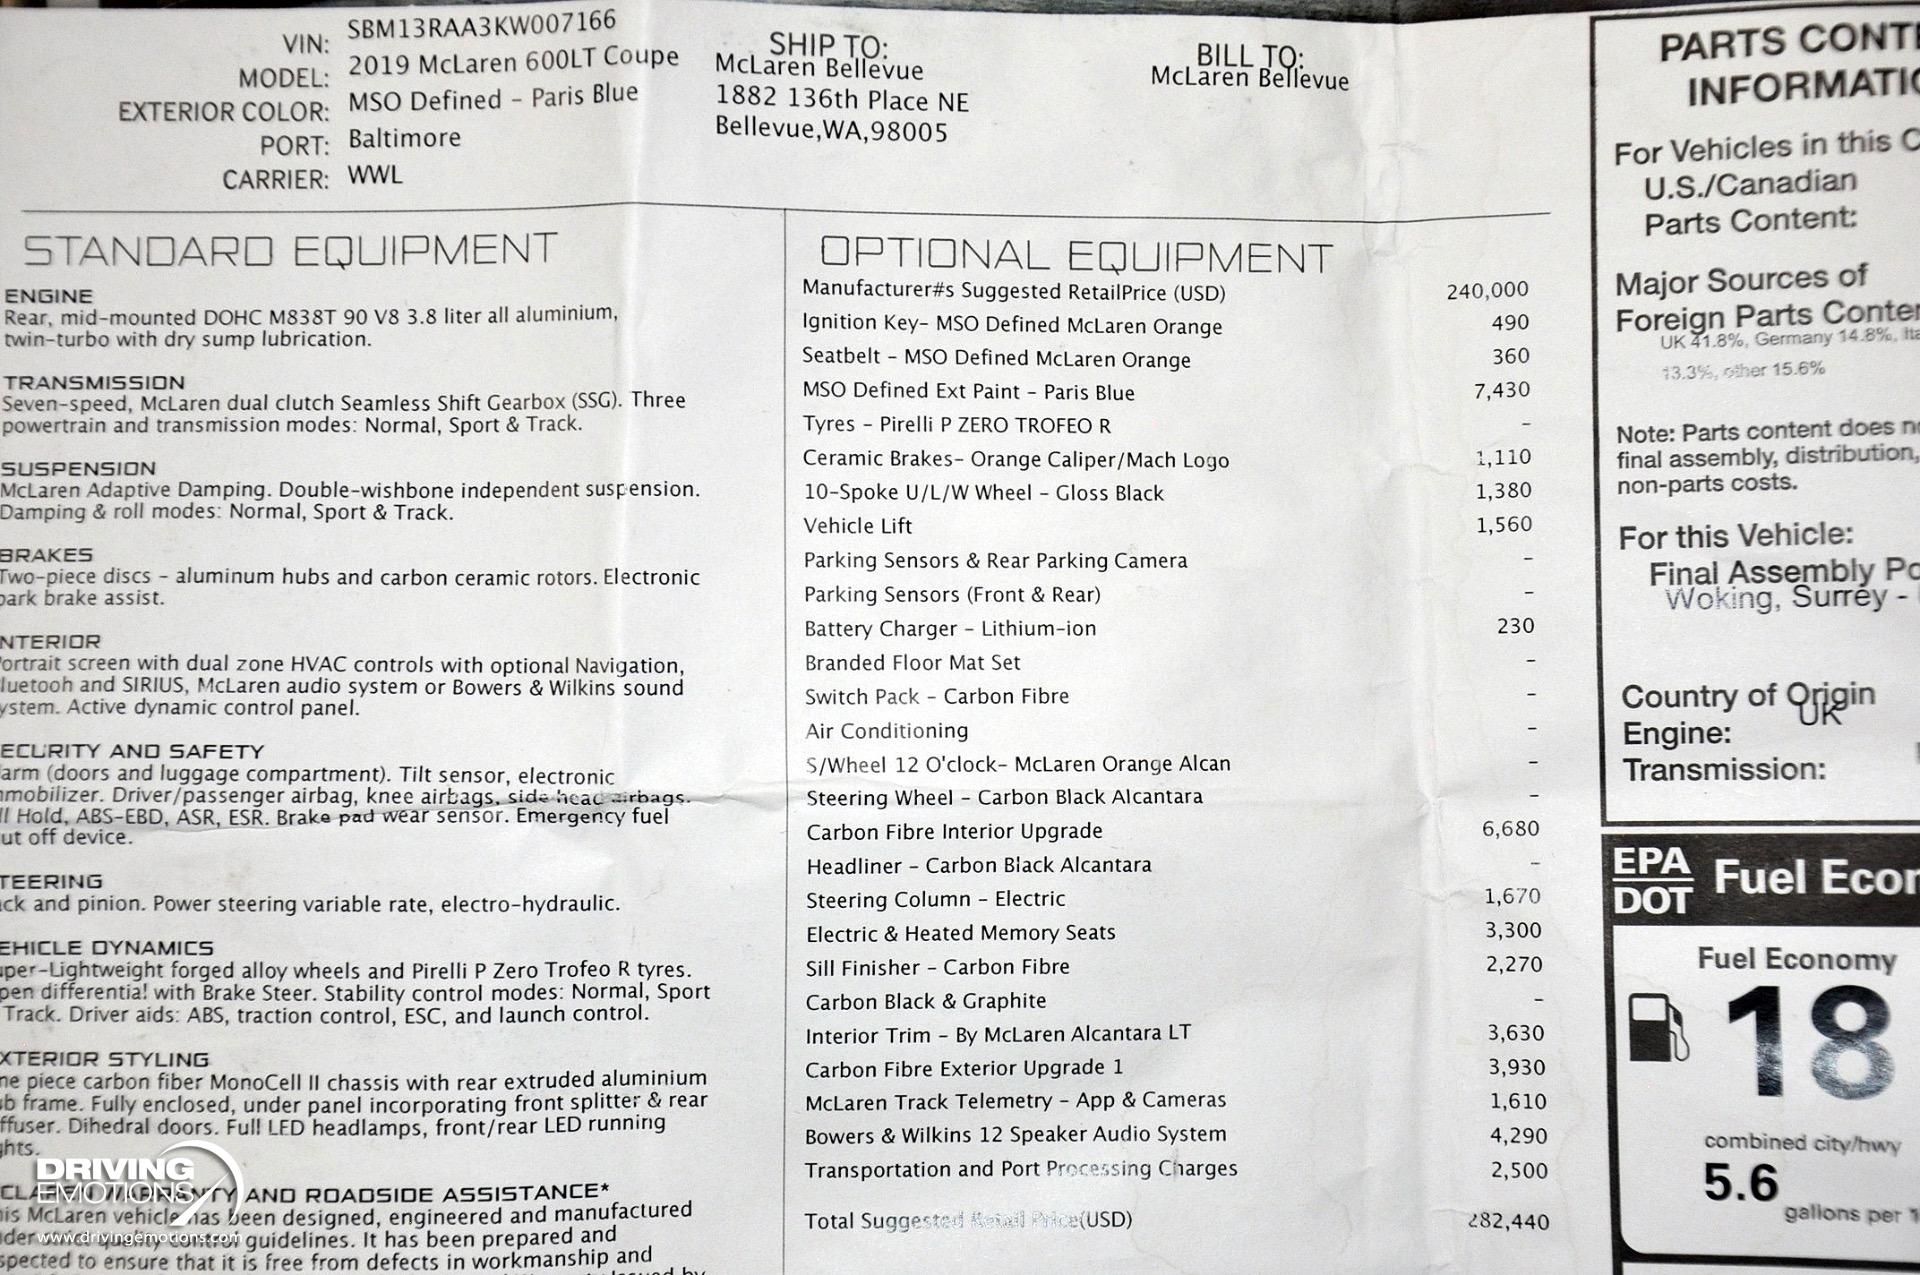 VIN: SBM13RAA3KW007166
MODEL: 2019 McLaren 600LT Coupe
EXTERIOR COLOR: MSO Defined - Paris Blue
PORT: Baltimore
CARRIER: WWL
SHIP TO:
McLaren Bellevue
1882 136th Place NE
Bellevue,WA,98005
BILL TO:
McLaren Bellevue
STANDARD EQUIPMENT
ENGINE
Rear, mid-mounted DOHC M838T 90 V8 3.8 liter all aluminium,
twin-turbo with dry sump lubrication.
TRANSMISSION
Seven-speed, McLaren dual clutch Seamless Shift Gearbox (SSG). Three
powertrain and transmission modes: Normal, Sport & Track.
SUSPENSION
McLaren Adaptive Damping. Double-wishbone independent suspension.
Damping & roll modes: Normal, Sport & Track.
BRAKES
Two-piece discs - aluminum hubs and carbon ceramic rotors. Electronic
park brake assist.
NTERIOR
ortrait screen with dual zone HVAC controls with optional Navigation,
luetooh and SIRIUS, McLaren audio system or Bowers & Wilkins sound
ystem. Active dynamic control panel.
ECURITY AND SAFETY
arm (doors and luggage compartment). Tilt sensor, electronic
mmobilizer. Driver/passenger airbag, knee airbags, side head airbags.
ll Hold, ABS-EBD, ASR, ESR. Brake pad wear sensor. Emergency fuel
ut off device.
TEERING
ck and pinion. Power steering variable rate, electro-hydraulic.
EHICLE DYNAMICS
uper-Lightweight forged alloy wheels and Pirelli P Zero Trofeo R tyres.
pen differential with Brake Steer. Stability control modes: Normal, Sport
Track. Driver aids: ABS, traction control, ESC, and launch control.
XTERIOR STYLING
ne piece carbon fiber MonoCell II chassis with rear extruded aluminium
b frame. Fully enclosed, under panel incorporating front splitter & rear
ffuser. Dihedral doors. Full LED headlamps, front/rear LED running
ghts.
WARRANTY AND ROADSIDE ASSISTANCE*
is McLaren vehicle has been designed, engineered and manufactured
quality control guidelines. It has been prepared and
spected to ensure that it is free from defects in workmanship and
DRIVING
EMOTIONS
www.drivingemotions.com
OPTIONAL EQUIPMENT
Manufacturer#s Suggested RetailPrice (USD) 240,000
Ignition Key- MSO Defined McLaren Orange 490
Seatbelt - MSO Defined McLaren Orange 360
MSO Defined Ext Paint - Paris Blue 7,430
Tyres - Pirelli P ZERO TROFEO R -
Ceramic Brakes- Orange Caliper/Mach Logo 1,110
10-Spoke U/L/W Wheel - Gloss Black 1,380
Vehicle Lift 1,560
Parking Sensors & Rear Parking Camera -
Parking Sensors (Front & Rear) -
Battery Charger - Lithium-ion 230
Branded Floor Mat Set -
Switch Pack - Carbon Fibre -
Air Conditioning -
S/Wheel 12 O'clock- McLaren Orange Alcan -
Steering Wheel - Carbon Black Alcantara -
Carbon Fibre Interior Upgrade 6,680
Headliner - Carbon Black Alcantara -
Steering Column - Electric 1,670
Electric & Heated Memory Seats 3,300
Sill Finisher - Carbon Fibre 2,270
Carbon Black & Graphite -
Interior Trim - By McLaren Alcantara LT 3,630
Carbon Fibre Exterior Upgrade 1 3,930
McLaren Track Telemetry - App & Cameras 1,610
Bowers & Wilkins 12 Speaker Audio System 4,290
Transportation and Port Processing Charges 2,500
Total Suggested Retail Price(USD) 282,440
PARTS CONTE
INFORMATIO
For Vehicles in this C
U.S./Canadian
Parts Content:
Major Sources of
Foreign Parts Conten
UK 41.8%, Germany 14.8%, Ita
13.3%, other 15.6%
Note: Parts content does no
final assembly, distribution,
non-parts costs.
For this Vehicle:
Final Assembly Po
Woking, Surrey -
Country of Origin
UK
Engine:
Transmission:
EPA
DOT
Fuel Econ
Fuel Economy
18
combined city/hwy
5.6
gallons per 1